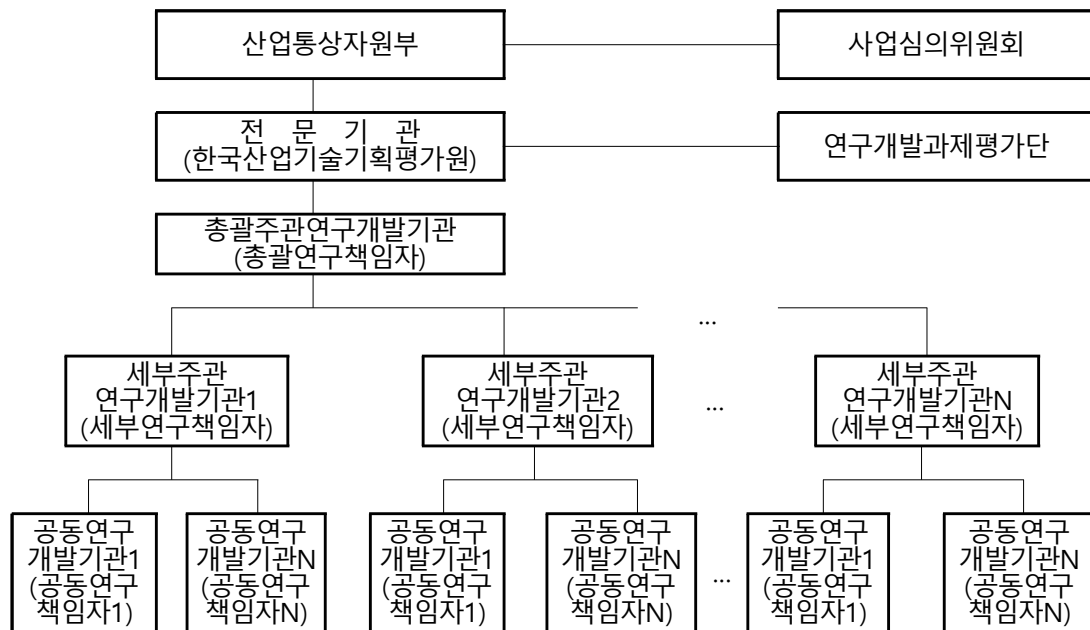 산업통상자원부
사업심의위원회
전 문 기 관
(한국산업기술기획평가원)
연구개발과제평가단
총괄주관연구개발기관
(총괄연구책임자)
...
세부주관
연구개발기관1
(세부연구책임자)
세부주관
연구개발기관2
(세부연구책임자)
...
세부주관
연구개발기관N
(세부연구책임자)
공동연구
개발기관1
(공동연구
책임자1)
공동연구
개발기관N
(공동연구
책임자N)
공동연구
개발기관1
(공동연구
책임자1)
공동연구
개발기관N
(공동연구
책임자N)
...
공동연구
개발기관1
(공동연구
책임자1)
공동연구
개발기관N
(공동연구
책임자N)